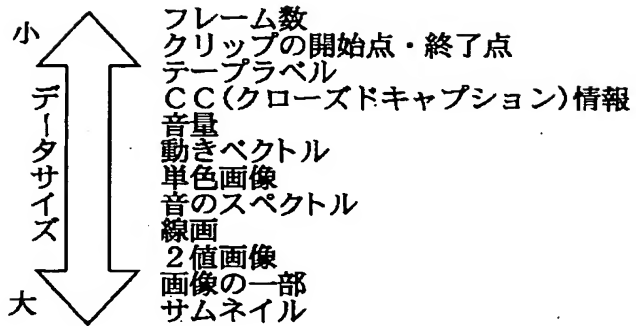 小
データサイズ
大
フレーム数
クリップの開始点・終了点
テープラベル
CC(クローズドキャプション)情報
音量
動きベクトル
単色画像
音のスペクトル
線画
2値画像
画像の一部
サムネイル